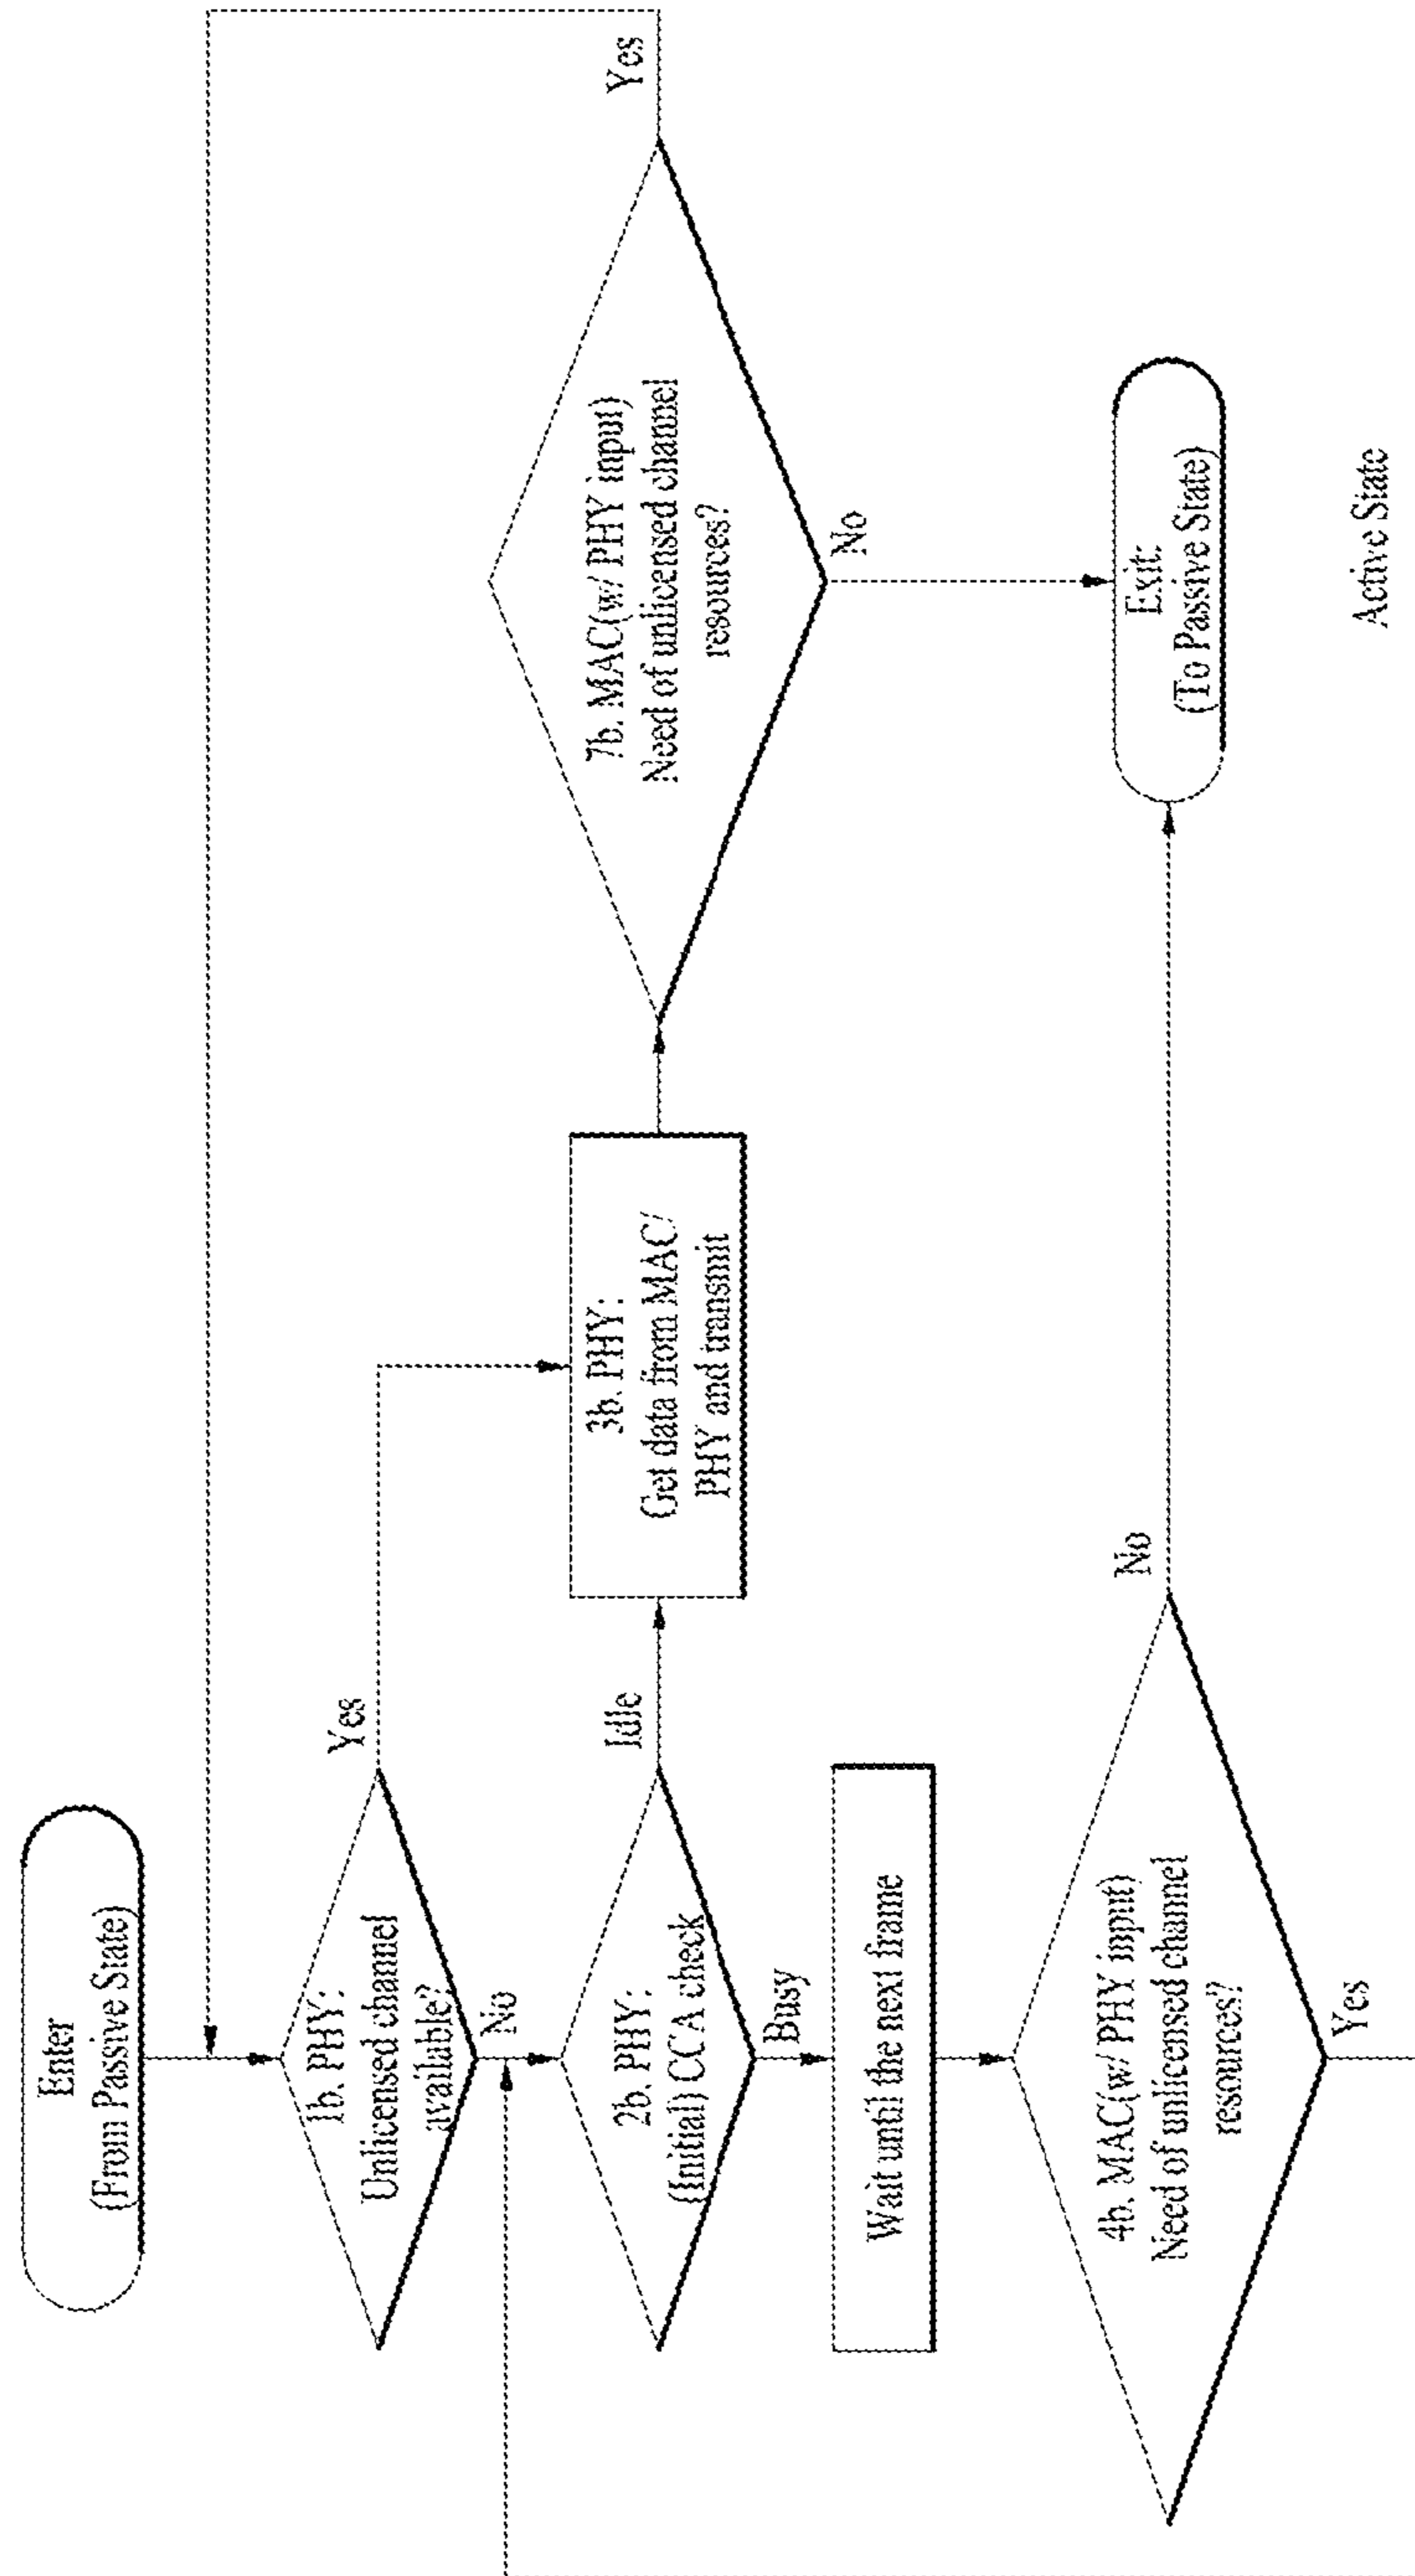 Enter
(From Passive State)
1b. PHY:
Unlicensed channel
available?
Yes
No
2b. PHY:
(Initial) CCA check
Idle
Busy
3b. PHY:
Get data from MAC/
PHY and transmit
7b. MAC(w/ PHY input)
Need of unlicensed channel
resources?
Yes
No
Wait until the next frame
4b. MAC(w/ PHY input)
Need of unlicensed channel
resources?
No
Yes
Exit:
(To Passive State)
Active State